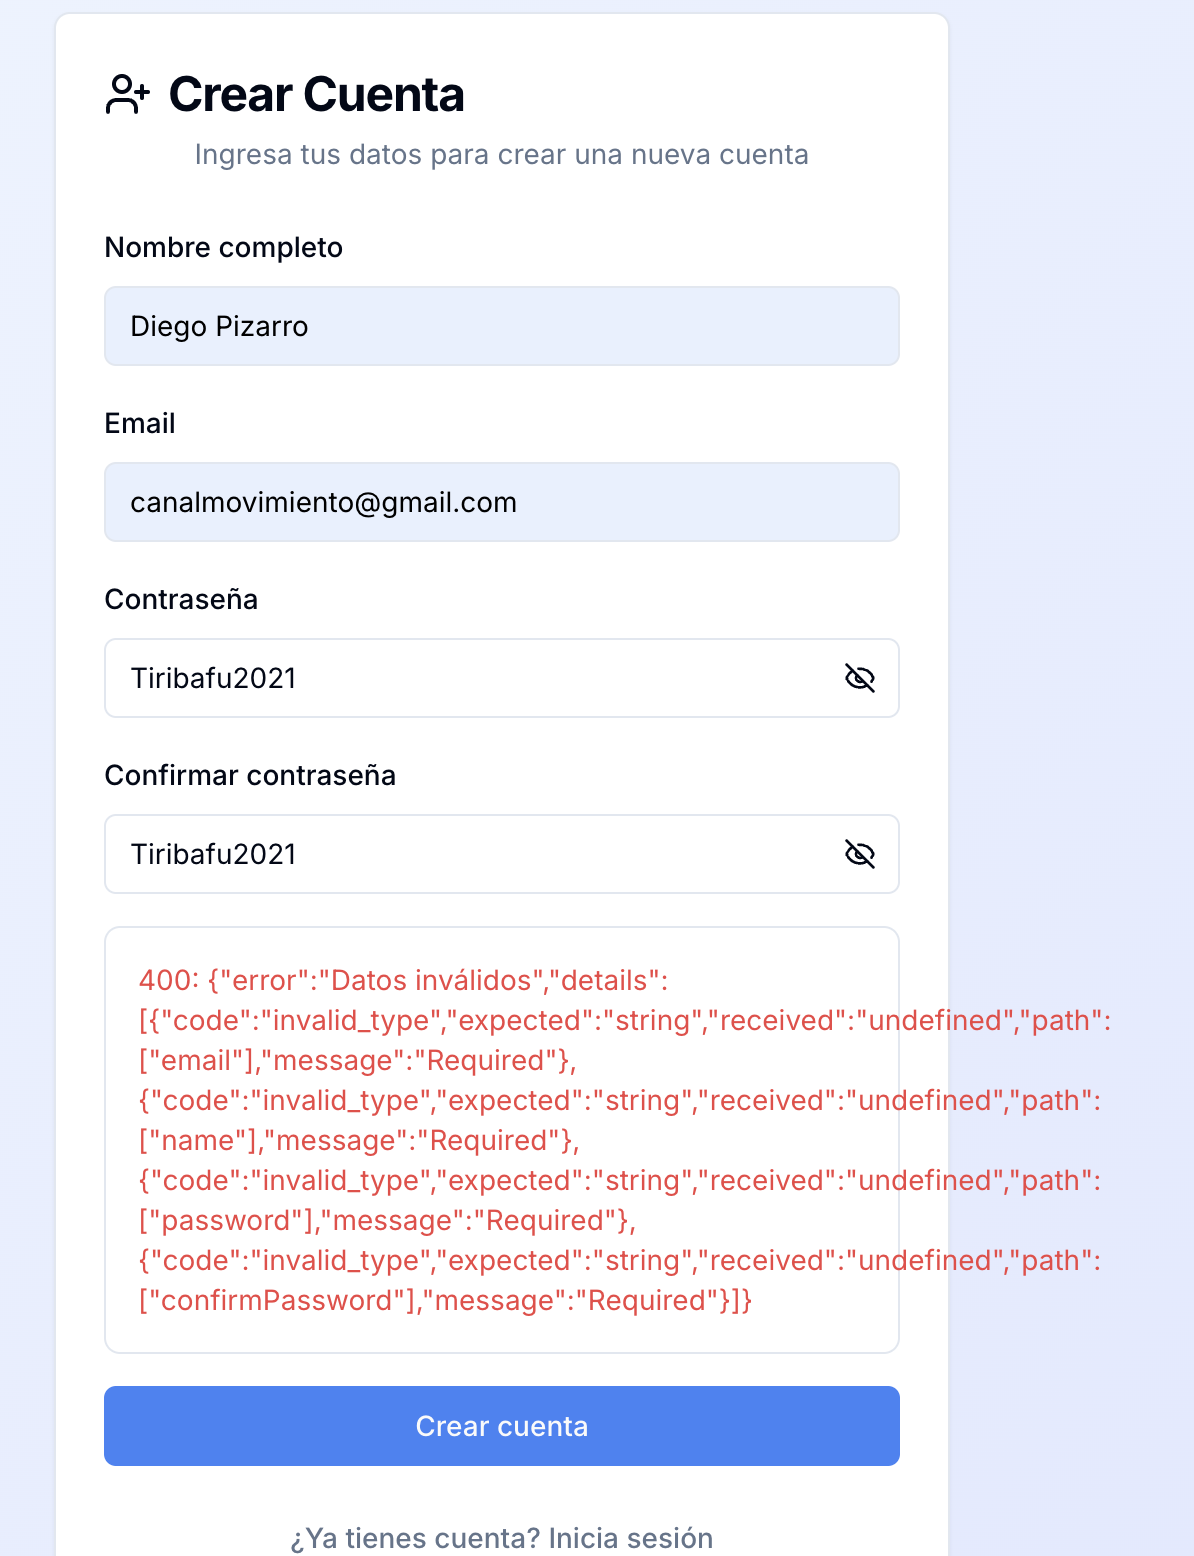 Crear Cuenta
Ingresa tus datos para crear una nueva cuenta
Nombre completo
Diego Pizarro
Email
canalmovimiento@gmail.com
Contraseña
Tiribafu2021
Confirmar contraseña
Tiribafu2021
400: {"error":"Datos inválidos","details":
[{"code":"invalid_type","expected":"string","received":"undefined","path":
["email"],"message":"Required"},
{"code":"invalid_type","expected":"string","received":"undefined","path":
["name"],"message":"Required"},
{"code":"invalid_type","expected":"string","received":"undefined","path":
["password"],"message":"Required"},
{"code":"invalid_type","expected":"string","received":"undefined","path":
["confirmPassword"],"message":"Required"}]}
Crear cuenta
¿Ya tienes cuenta? Inicia sesión